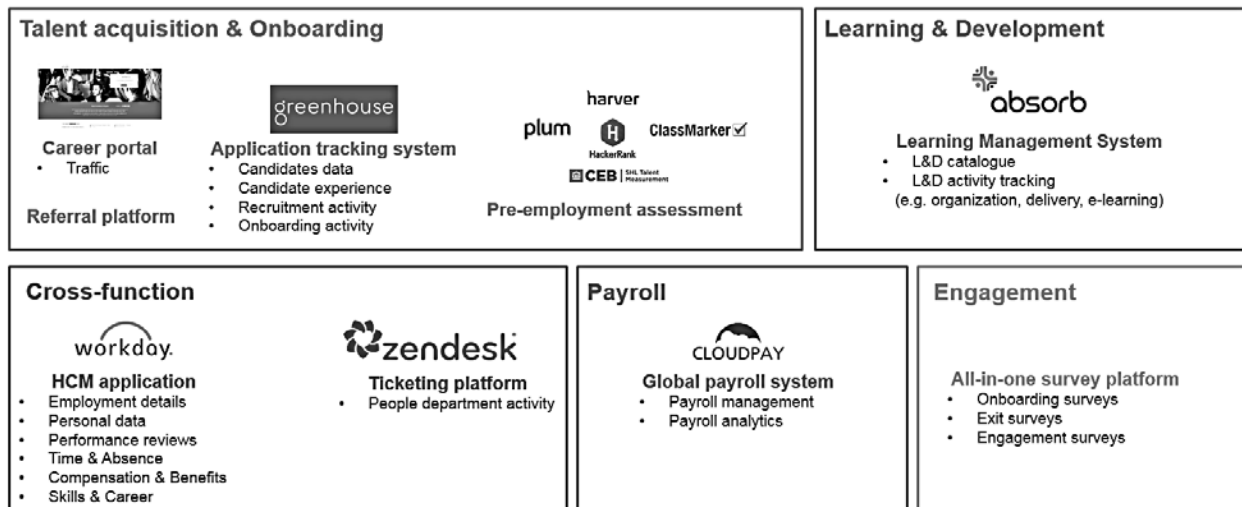 Talent acquisition & Onboarding
greenhouse
Career portal
• Traffic
Referral platform
Application tracking system
• Candidates data
• Candidate experience
• Recruitment activity
• Onboarding activity
harver
plum
H
HackerRank
ClassMarker
CEB SHL Talent
Measurement
Pre-employment assessment
Learning & Development
absorb
Learning Management System
• L&D catalogue
• L&D activity tracking
(e.g. organization, delivery, e-learning)
Cross-function
workday.
HCM application
• Employment details
• Personal data
• Performance reviews
• Time & Absence
• Compensation & Benefits
• Skills & Career
zendesk
Ticketing platform
• People department activity
Payroll
CLOUDPAY
Global payroll system
• Payroll management
• Payroll analytics
Engagement
All-in-one survey platform
• Onboarding surveys
• Exit surveys
• Engagement surveys